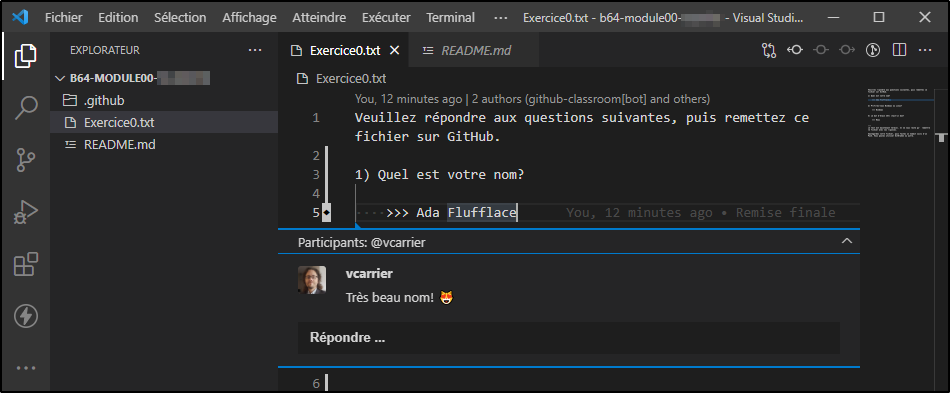 Fichier Edition Sélection Affichage Atteindre Exécuter Terminal ··· Exercice0.txt - b64-module00- - Visual Studi...
EXPLORATEUR ···
Exercice0.txt
README.md
B64-MODULE00-
Exercice0.txt
.github
You, 12 minutes ago | 2 authors (github-classroom[bot] and others)
Exercice0.txt
1 Veuillez répondre aux questions suivantes, puis remettez ce
README.md
fichier sur GitHub.
2
3 1) Quel est votre nom?
4
5 ····>>> Ada Flufflace You, 12 minutes ago • Remise finale
Participants: @vcarrier
vcarrier
Très beau nom! 😻
Répondre ...
6